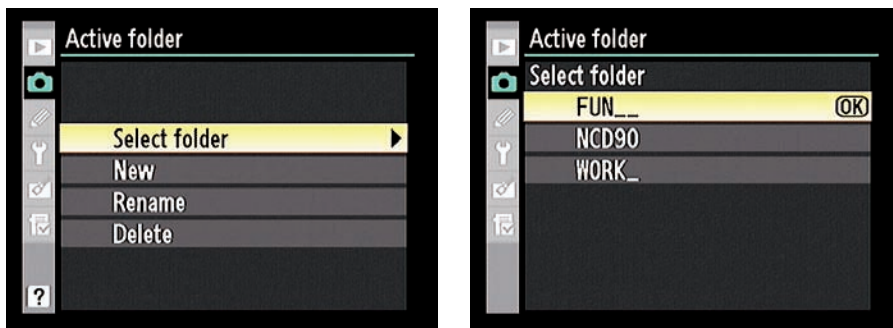 Active folder
Select folder
New
Rename
Delete
?
Active folder
Select folder
FUN__ OK
NCD90
WORK_